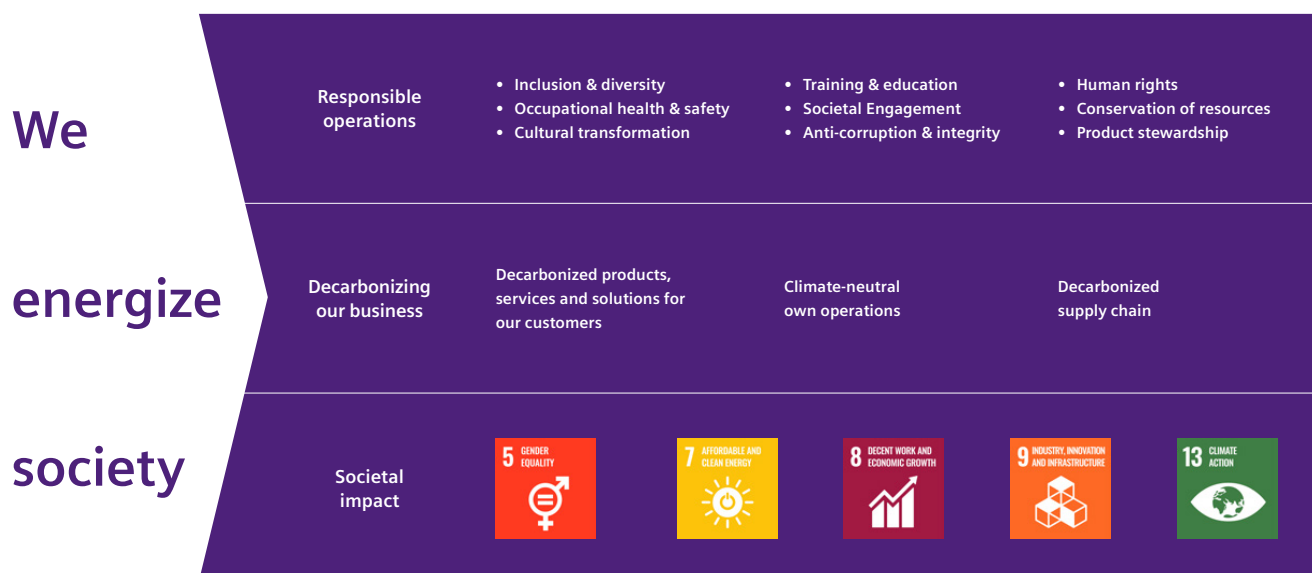 We
energize
society
Responsible
operations
• Inclusion & diversity
• Occupational health & safety
• Cultural transformation
• Training & education
• Societal Engagement
• Anti-corruption & integrity
• Human rights
• Conservation of resources
• Product stewardship
Decarbonizing
our business
Decarbonized products,
services and solutions for
our customers
Climate-neutral
own operations
Decarbonized
supply chain
Societal
impact
5 GENDER
EQUALITY
7 AFFORDABLE AND
CLEAN ENERGY
8 DECENT WORK AND
ECONOMIC GROWTH
9 INDUSTRY, INNOVATION
AND INFRASTRUCTURE
13 CLIMATE
ACTION